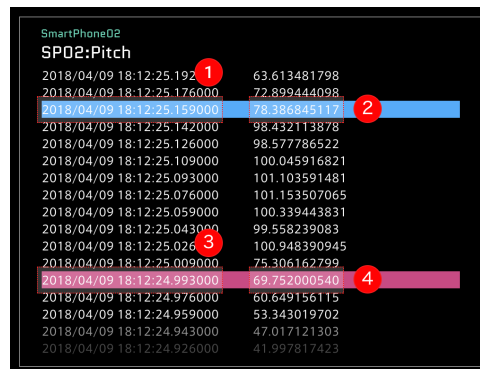 SmartPhone02
SP02:Pitch
2018/04/09 18:12:25.192 1 63.613481798
2018/04/09 18:12:25.176000 72.899444098
2018/04/09 18:12:25.159000 78.386845117 2
2018/04/09 18:12:25.142000 98.432113878
2018/04/09 18:12:25.126000 98.577786522
2018/04/09 18:12:25.109000 100.045916821
2018/04/09 18:12:25.093000 101.103591481
2018/04/09 18:12:25.076000 101.153507065
2018/04/09 18:12:25.059000 100.339443831
2018/04/09 18:12:25.043000 99.558239083
2018/04/09 18:12:25.026 3 100.948390945
2018/04/09 18:12:25.009000 75.306162799
2018/04/09 18:12:24.993000 69.752000540 4
2018/04/09 18:12:24.976000 60.649156115
2018/04/09 18:12:24.959000 53.343019702
2018/04/09 18:12:24.943000 47.017121303
2018/04/09 18:12:24.926000 41.997817423